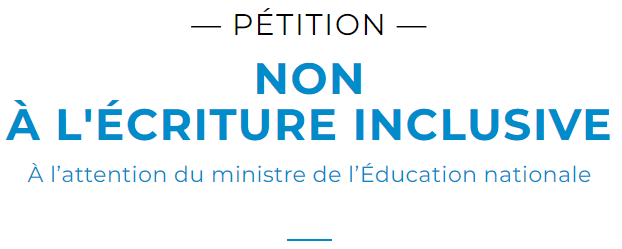 — PÉTITION —
NON
À L'ÉCRITURE INCLUSIVE
À l’attention du ministre de l’Éducation nationale